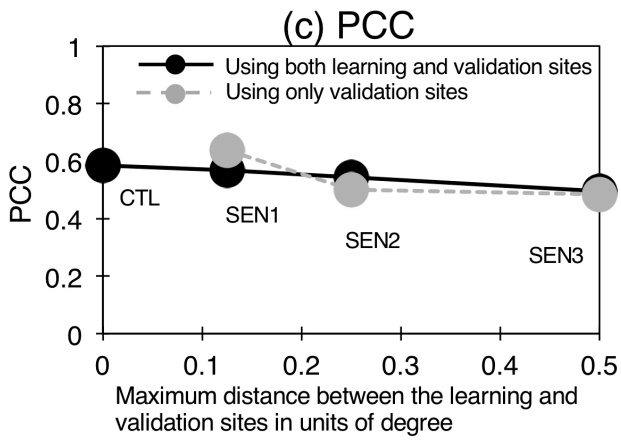 (c) PCC
1
Using both learning and validation sites
Using only validation sites
0.8
0.6
PCC
CTL
SEN1
0.4
SEN2
SEN3
0.2
0
0 0.1 0.2 0.3 0.4 0.5
Maximum distance between the learning and
validation sites in units of degree